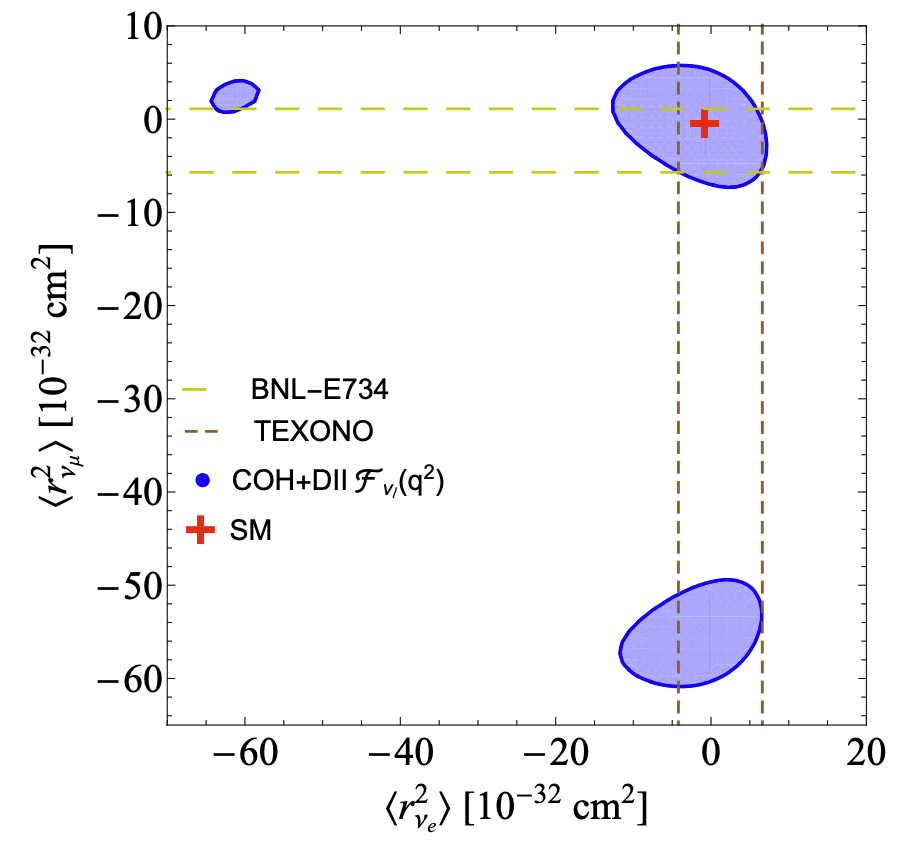 10
0
−10
−20
−30
−40
−50
−60
⟨r²_{ν_μ}⟩ [10⁻³² cm²]
BNL−E734
TEXONO
COH+DII ℱ_{ν_l}(q²)
SM
−60 −40 −20 0 20
⟨r²_{ν_e}⟩ [10⁻³² cm²]